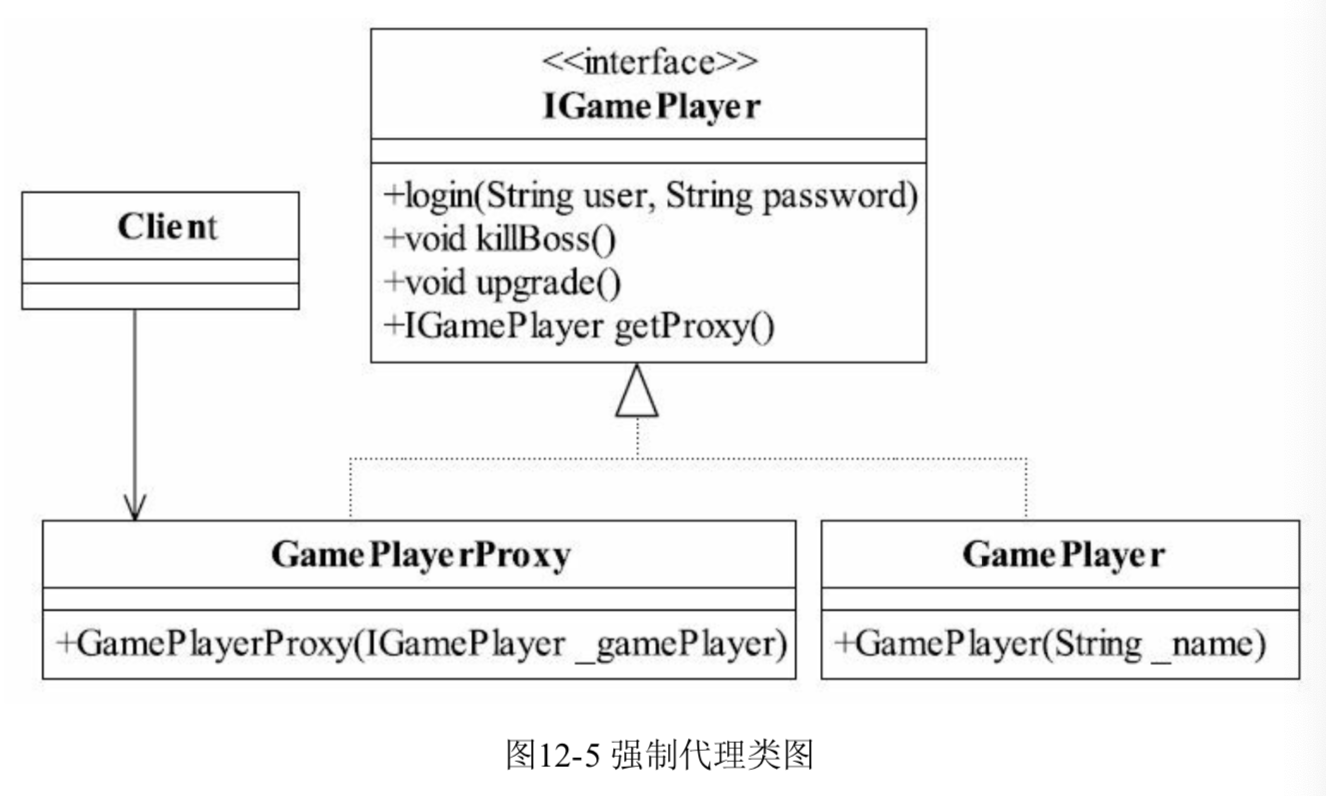 <<interface>>
IGamePlayer
+login(String user, String password)
+void killBoss()
+void upgrade()
+IGamePlayer getProxy()
Client
GamePlayerProxy
+GamePlayerProxy(IGamePlayer _gamePlayer)
GamePlayer
+GamePlayer(String _name)
图12-5 强制代理类图